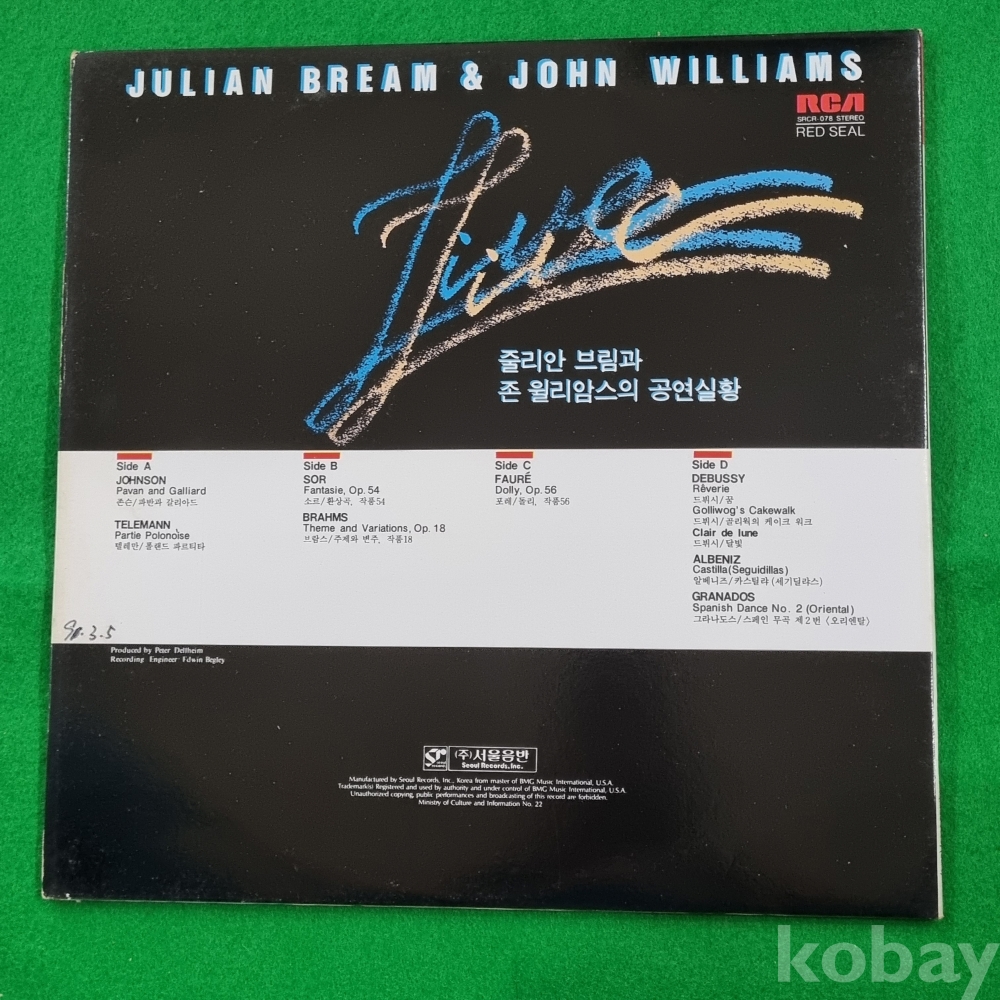 JULIAN BREAM & JOHN WILLIAMS
RCA
SRCR-078 STEREO
RED SEAL
Live
줄리안 브림과
존 윌리암스의 공연실황
Side A
JOHNSON
Pavan and Galliard
죤슨/파반과 갈리아드
TELEMANN
Partie Polonoise
텔레만/폴랜드 파르티타
Side B
SOR
Fantasie, Op. 54
소르/환상곡, 작품54
BRAHMS
Theme and Variations, Op. 18
브람스/주제와 변주, 작품18
Side C
FAURÉ
Dolly, Op. 56
포레/돌리, 작품56
Side D
DEBUSSY
Rêverie
드뷔시/꿈
Golliwog's Cakewalk
드뷔시/골리웍의 케이크 워크
Clair de lune
드뷔시/달빛
ALBENIZ
Castilla (Seguidillas)
알베니즈/카스틸랴 (세기딜랴스)
GRANADOS
Spanish Dance No. 2 (Oriental)
그라나도스/스페인 무곡 제2번 〈오리엔탈〉
90. 3. 5
Produced by Peter Delheim
Recording Engineer Edwin Begley
(주)서울음반
Seoul Records, Inc.
Manufactured by Seoul Records, Inc., Korea from master of BMG Music International, U.S.A.
Trademark(s) Registered and used by authority and under control of BMG Music International, U.S.A.
Unauthorized copying, public performances and broadcasting of this record are forbidden.
Ministry of Culture and Information No. 22
kobay